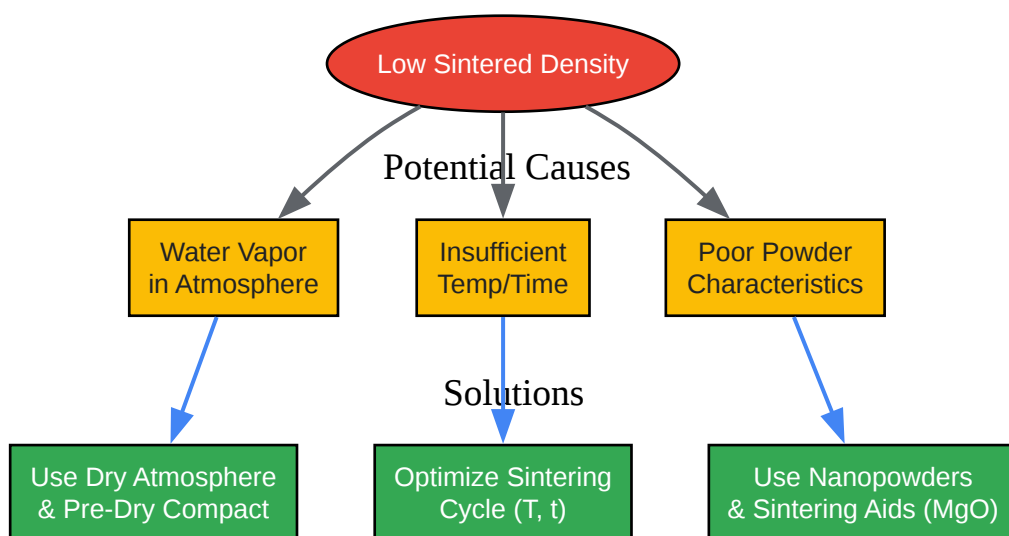 Low Sintered Density
Potential Causes
Water Vapor
in Atmosphere
Insufficient
Temp/Time
Poor Powder
Characteristics
Solutions
Use Dry Atmosphere
& Pre-Dry Compact
Optimize Sintering
Cycle (T, t)
Use Nanopowders
& Sintering Aids (MgO)